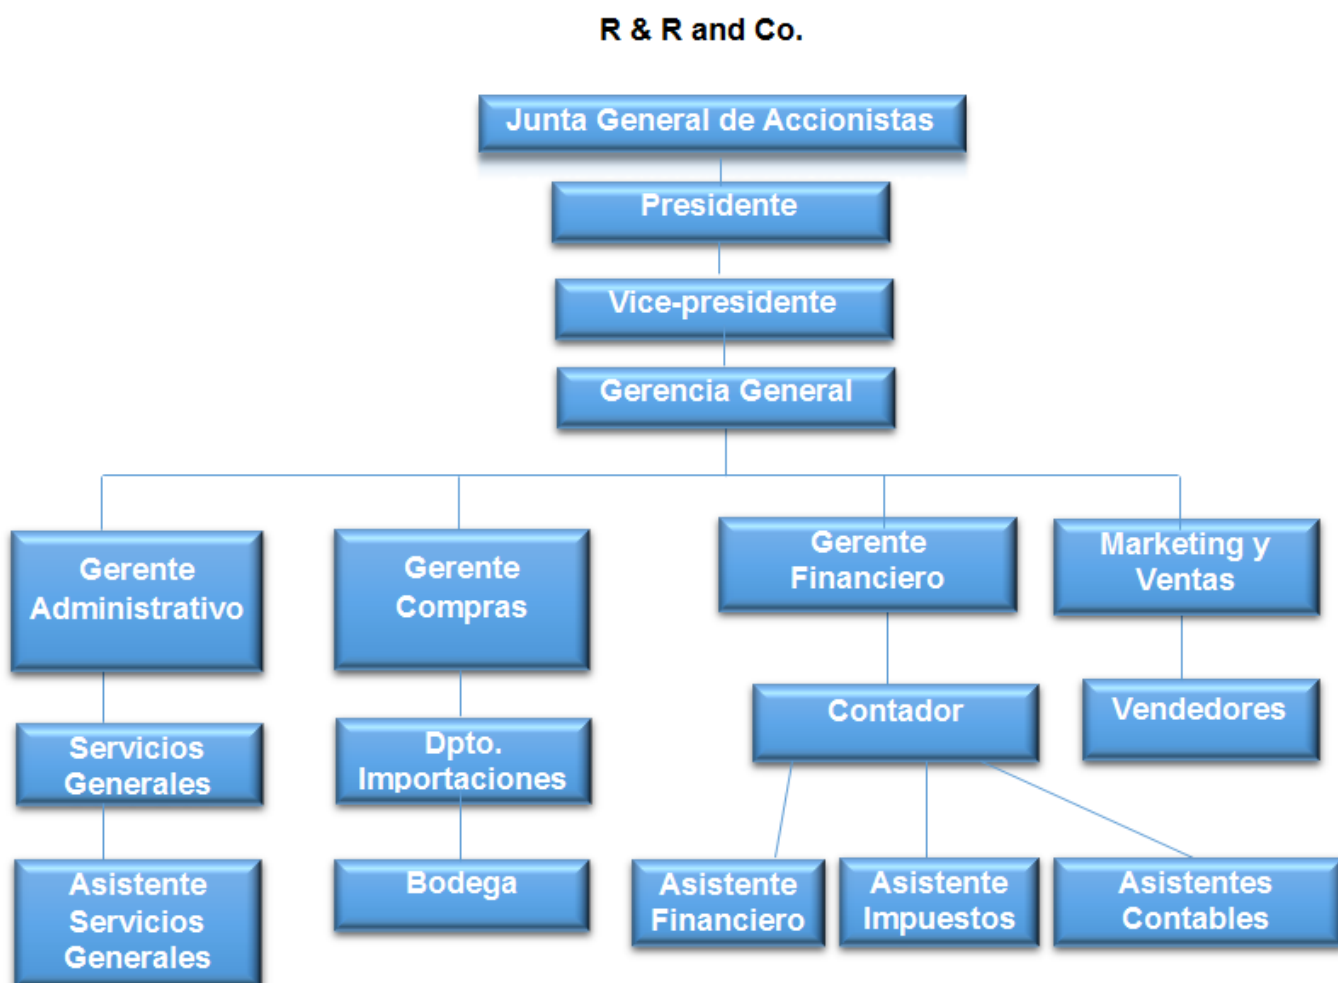 R & R and Co.
Junta General de Accionistas
Presidente
Vice-presidente
Gerencia General
Gerente
Administrativo
Gerente
Compras
Gerente
Financiero
Marketing y
Ventas
Servicios
Generales
Dpto.
Importaciones
Contador
Vendedores
Asistente
Servicios
Generales
Bodega
Asistente
Financiero
Asistente
Impuestos
Asistentes
Contables